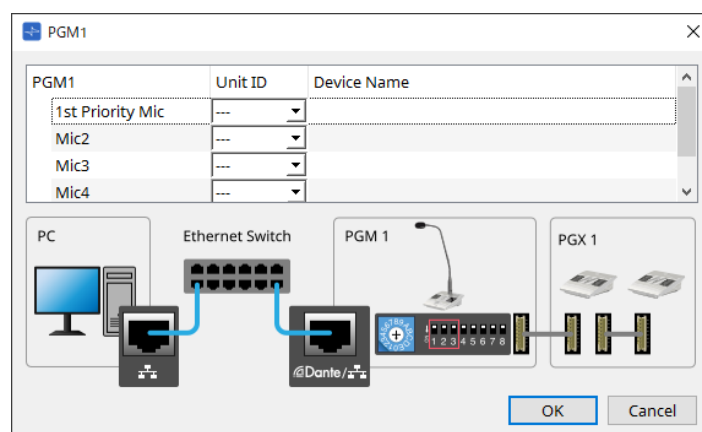 PGM1
PGM1 Unit ID Device Name
1st Priority Mic ---
Mic2 ---
Mic3 ---
Mic4 ---
PC Ethernet Switch PGM 1 PGX 1
1 2 3 4 5 6 7 8
Dante/
OK Cancel